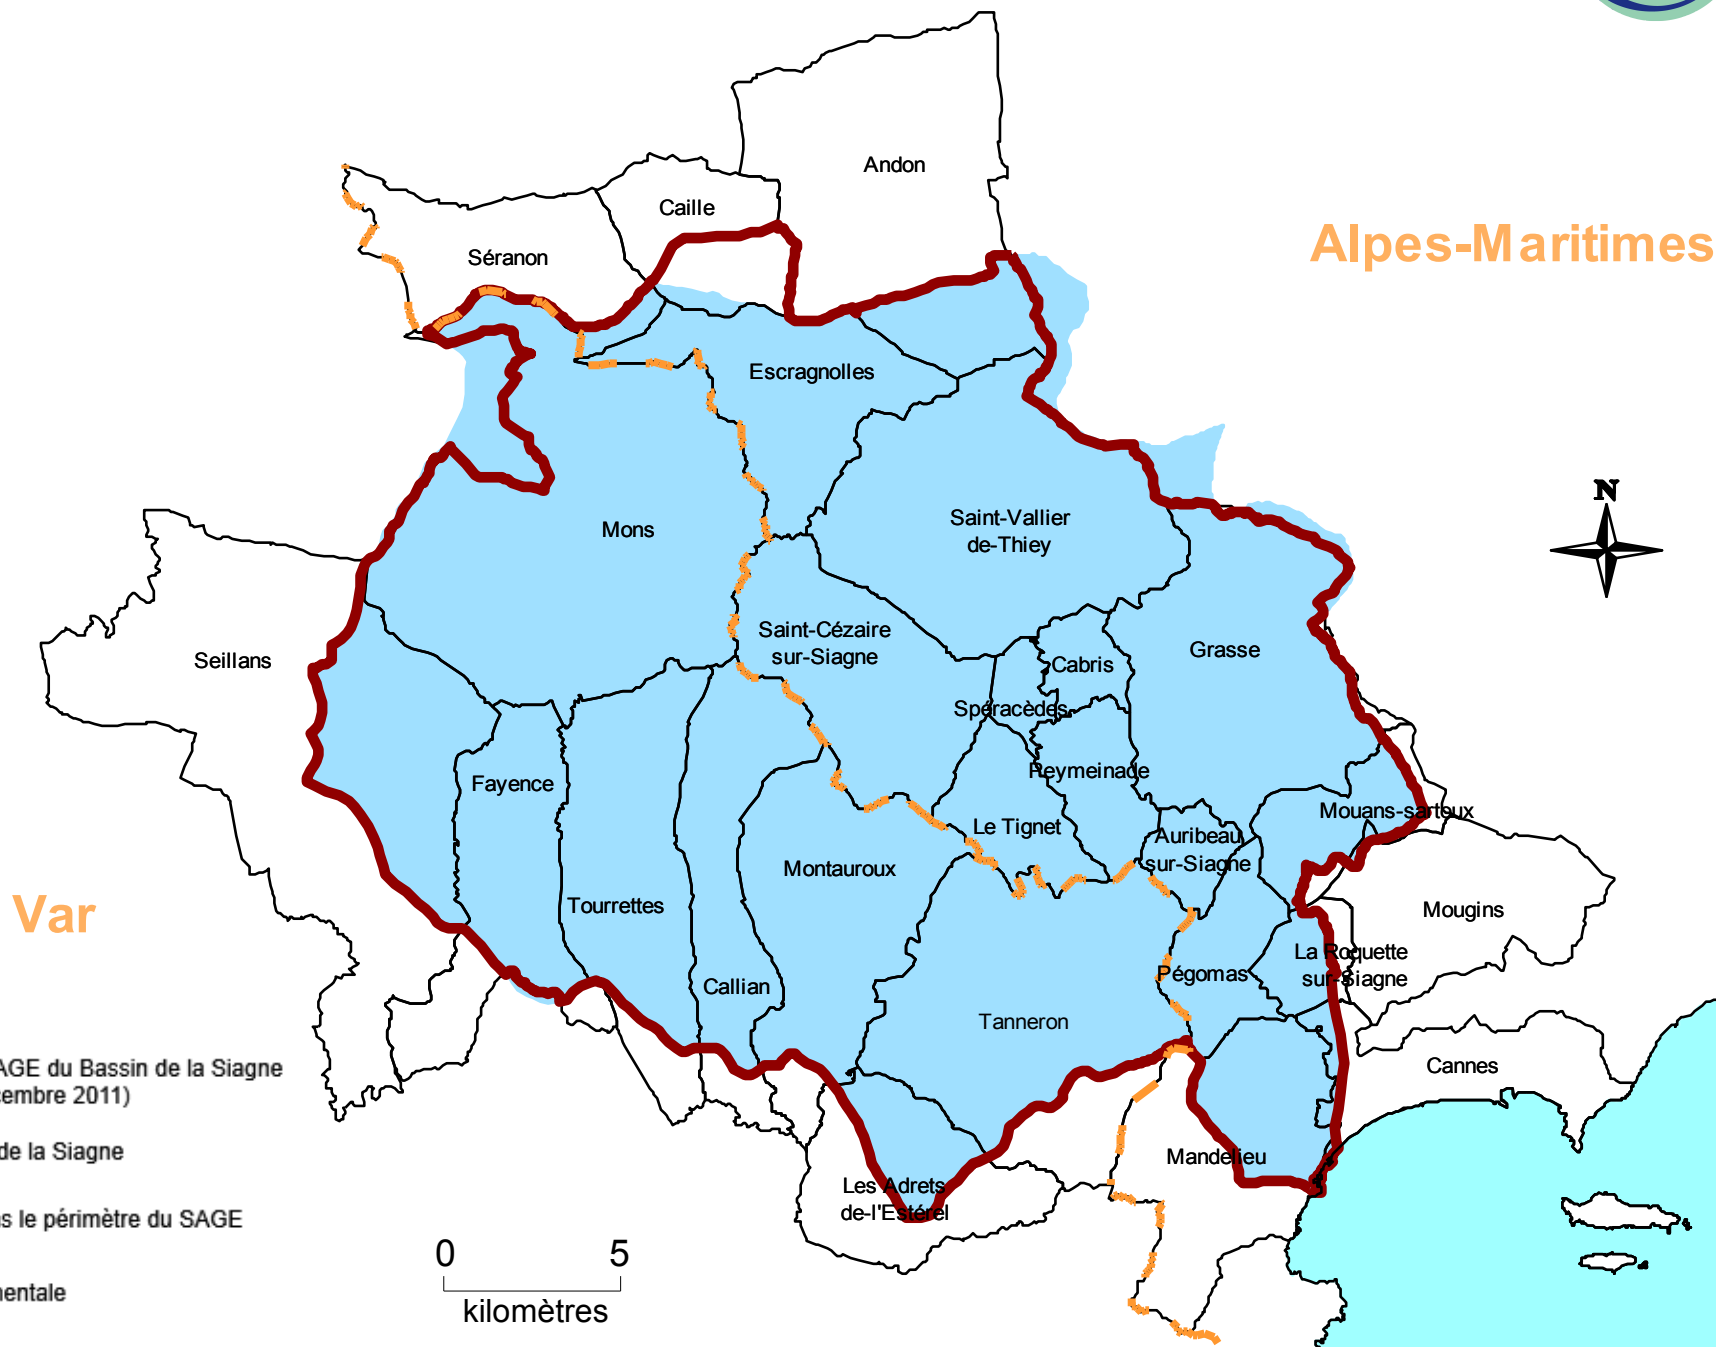 Andon
Caille
Alpes-Maritimes
Séranon
Escragnolles
N
Saint-Vallier
de-Thiey
Mons
Saint-Cézaire
sur-Siagne
Grasse
Seillans
Cabris
Spéracèdes
Reymeinade
Fayence
Mouans-sartoux
Le Tignet
Auribeau
sur-Siagne
Montauroux
Var
Tourrettes
Mougins
La Roquette
sur-Siagne
Pégomas
Callian
Tanneron
Cannes
AGE du Bassin de la Siagne
embre 2011)
de la Siagne
Mandelieu
Les Adrets
de-l'Estérel
le périmètre du SAGE
0 5
kilomètres
entale